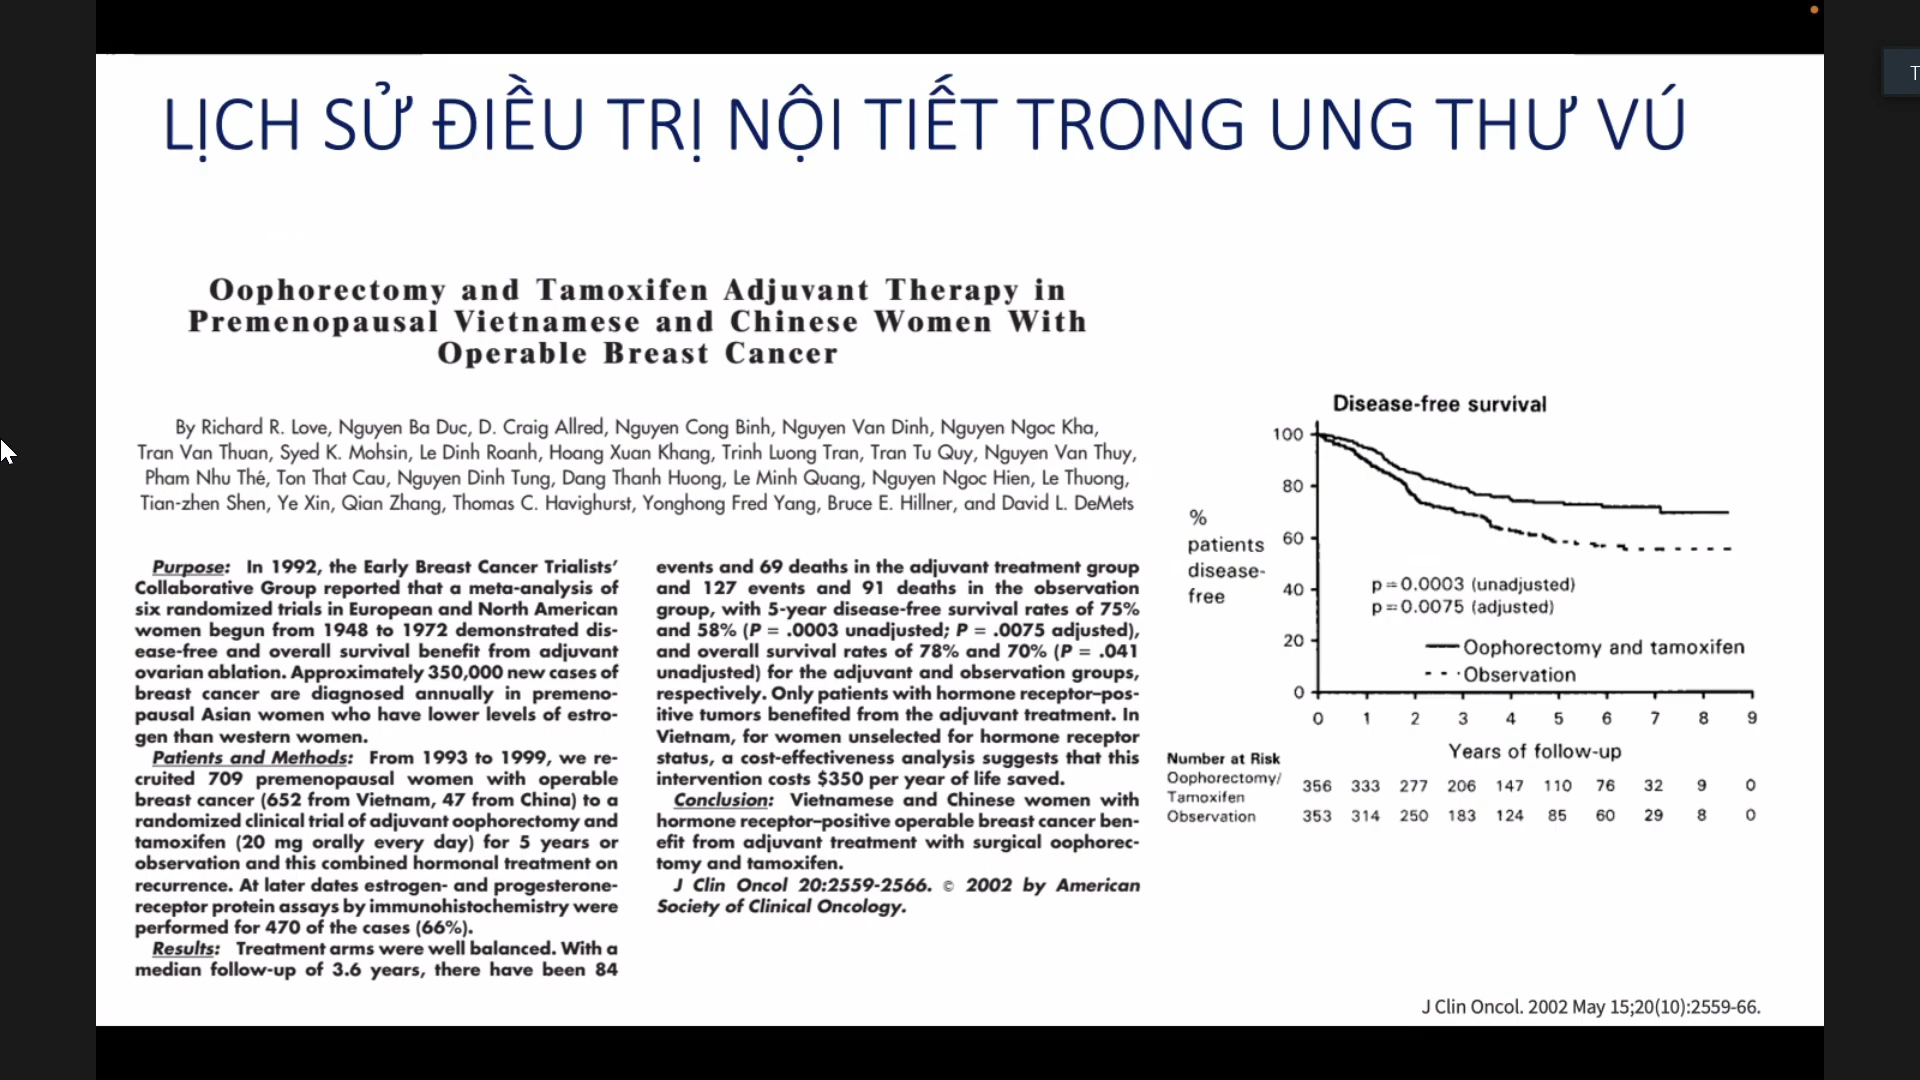 T
LỊCH SỬ ĐIỀU TRỊ NỘI TIẾT TRONG UNG THƯ VÚ
Oophorectomy and Tamoxifen Adjuvant Therapy in
Premenopausal Vietnamese and Chinese Women With
Operable Breast Cancer
By Richard R. Love, Nguyen Ba Duc, D. Craig Allred, Nguyen Cong Binh, Nguyen Van Dinh, Nguyen Ngoc Kha,
Tran Van Thuan, Syed K. Mohsin, Le Dinh Roanh, Hoang Xuan Khang, Trinh Luong Tran, Tran Tu Quy, Nguyen Van Thuy,
Pham Nhu Thé, Ton That Cau, Nguyen Dinh Tung, Dang Thanh Huong, Le Minh Quang, Nguyen Ngoc Hien, Le Thuong,
Tian-zhen Shen, Ye Xin, Qian Zhang, Thomas C. Havighurst, Yonghong Fred Yang, Bruce E. Hillner, and David L. DeMets
Purpose: In 1992, the Early Breast Cancer Trialists'
Collaborative Group reported that a meta-analysis of
six randomized trials in European and North American
women begun from 1948 to 1972 demonstrated dis-
ease-free and overall survival benefit from adjuvant
ovarian ablation. Approximately 350,000 new cases of
breast cancer are diagnosed annually in premeno-
pausal Asian women who have lower levels of estro-
gen than western women.
Patients and Methods: From 1993 to 1999, we re-
cruited 709 premenopausal women with operable
breast cancer (652 from Vietnam, 47 from China) to a
randomized clinical trial of adjuvant oophorectomy and
tamoxifen (20 mg orally every day) for 5 years or
observation and this combined hormonal treatment on
recurrence. At later dates estrogen- and progesterone-
receptor protein assays by immunohistochemistry were
performed for 470 of the cases (66%).
Results: Treatment arms were well balanced. With a
median follow-up of 3.6 years, there have been 84
events and 69 deaths in the adjuvant treatment group
and 127 events and 91 deaths in the observation
group, with 5-year disease-free survival rates of 75%
and 58% (P = .0003 unadjusted; P = .0075 adjusted),
and overall survival rates of 78% and 70% (P = .041
unadjusted) for the adjuvant and observation groups,
respectively. Only patients with hormone receptor–pos-
itive tumors benefited from the adjuvant treatment. In
Vietnam, for women unselected for hormone receptor
status, a cost-effectiveness analysis suggests that this
intervention costs $350 per year of life saved.
Conclusion: Vietnamese and Chinese women with
hormone receptor–positive operable breast cancer ben-
efit from adjuvant treatment with surgical oophorec-
tomy and tamoxifen.
J Clin Oncol 20:2559-2566. © 2002 by American
Society of Clinical Oncology.
Disease-free survival
100
80
60
40
20
0
%
patients
disease-
free
p=0.0003 (unadjusted)
p=0.0075 (adjusted)
Oophorectomy and tamoxifen
Observation
0 1 2 3 4 5 6 7 8 9
Years of follow-up
Number at Risk
Oophorectomy/
Tamoxifen 356 333 277 206 147 110 76 32 9 0
Observation 353 314 250 183 124 85 60 29 8 0
J Clin Oncol. 2002 May 15;20(10):2559-66.